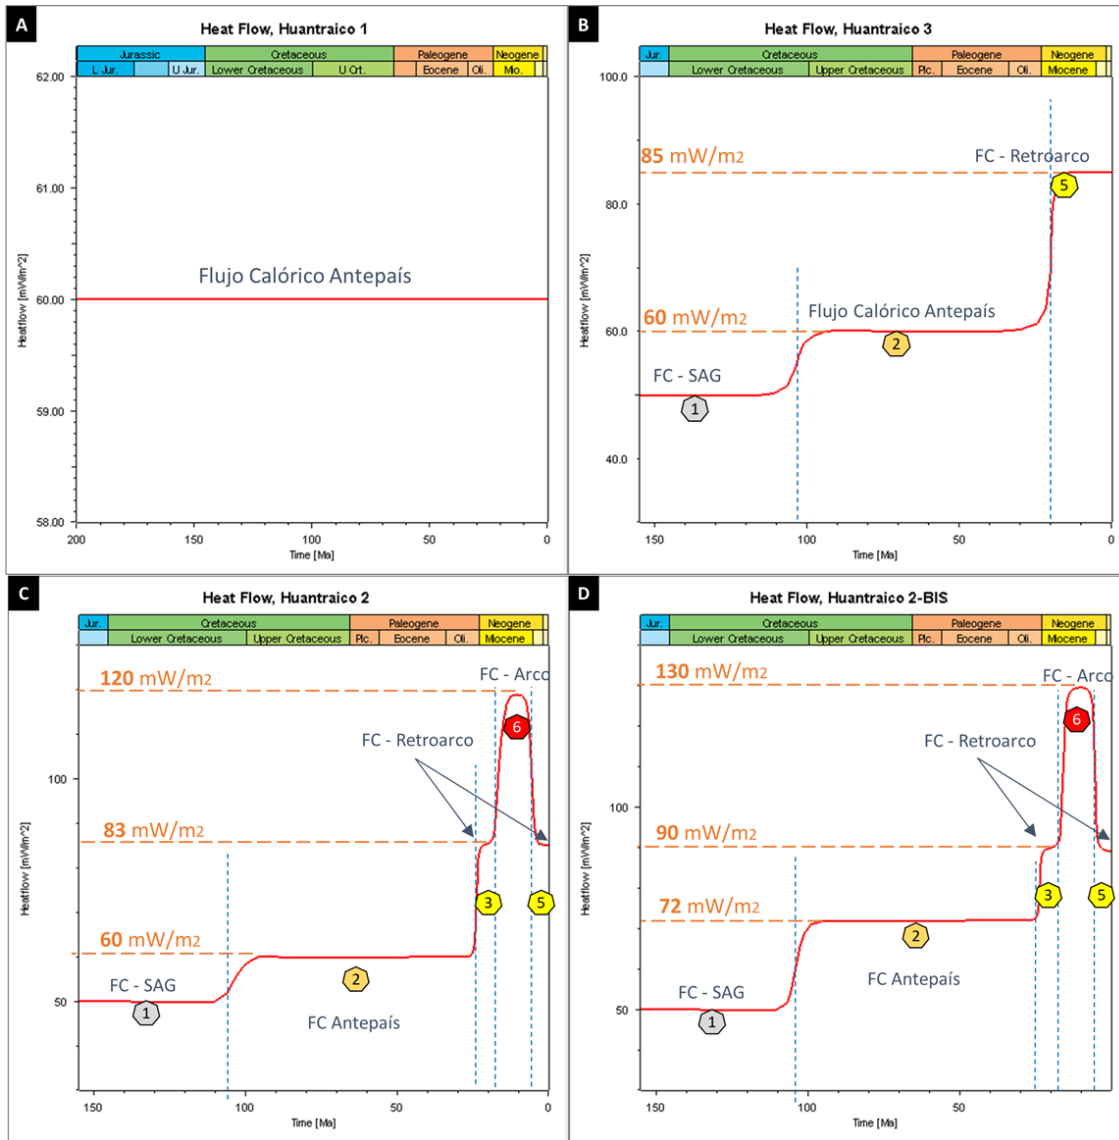 A
Heat Flow, Huantraico 1
Jurassic Cretaceous Paleogene Neogene
L Jur. U Jur. Lower Cretaceous U Crt. Eocene Oli. Mio.
62.00
61.00
60.00
59.00
58.00
Heatflow [mW/m^2]
Flujo Calórico Antepaís
200 150 100 50 0
Time [Ma]
B
Heat Flow, Huantraico 3
Jur. Cretaceous Paleogene Neogene
Lower Cretaceous Upper Cretaceous Plc. Eocene Oli. Miocene
100.0
80.0
60.0
40.0
Heatflow [mW/m^2]
85 mW/m2
FC - Retroarco
5
60 mW/m2
Flujo Calórico Antepaís
2
FC - SAG
1
150 100 50 0
Time [Ma]
C
Heat Flow, Huantraico 2
Jur. Cretaceous Paleogene Neogene
Lower Cretaceous Upper Cretaceous Plc. Eocene Oli. Miocene
100
50
Heatflow [mW/m^2]
120 mW/m2
FC - Arco
6
FC - Retroarco
83 mW/m2
3
5
60 mW/m2
2
FC - SAG
1
FC Antepaís
150 100 50 0
Time [Ma]
D
Heat Flow, Huantraico 2-BIS
Jur. Cretaceous Paleogene Neogene
Lower Cretaceous Upper Cretaceous Plc. Eocene Oli. Miocene
100
50
Heatflow [mW/m^2]
130 mW/m2
FC - Arco
6
FC - Retroarco
90 mW/m2
3
5
72 mW/m2
2
FC Antepaís
FC - SAG
1
150 100 50 0
Time [Ma]